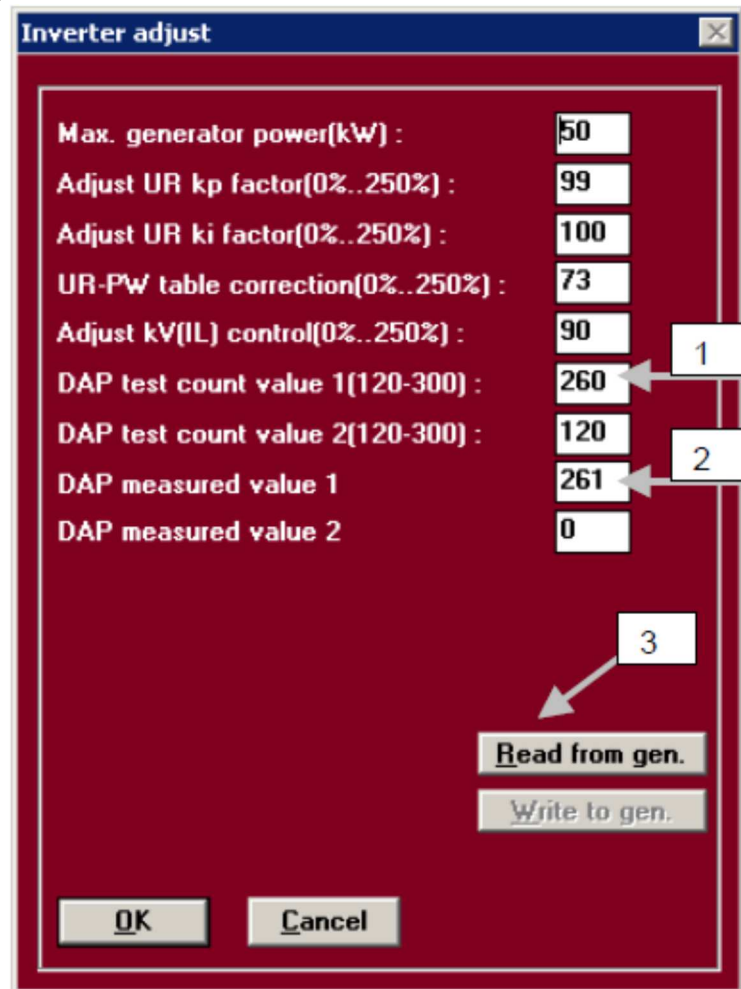 Inverter adjust
Max. generator power(kW) : 50
Adjust UR kp factor(0%..250%) : 99
Adjust UR ki factor(0%..250%) : 100
UR-PW table correction(0%..250%) : 73
Adjust kV(IL) control(0%..250%) : 90
1
DAP test count value 1(120-300) : 260
DAP test count value 2(120-300) : 120
2
DAP measured value 1 261
DAP measured value 2 0
3
Read from gen.
Write to gen.
OK Cancel